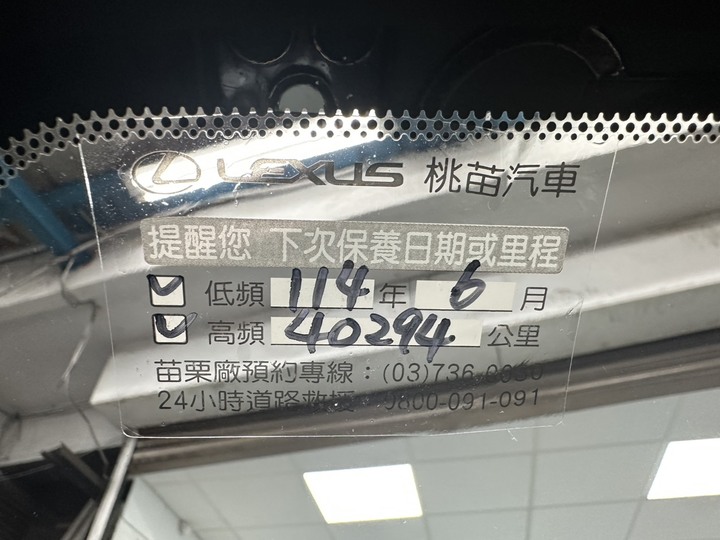 LEXUS 桃苗汽車
提醒您 下次保養日期或里程
低頻 114 年 6 月
高頻 40294 公里
苗栗廠預約專線：(03)736-
24小時道路救援 0800-091-091